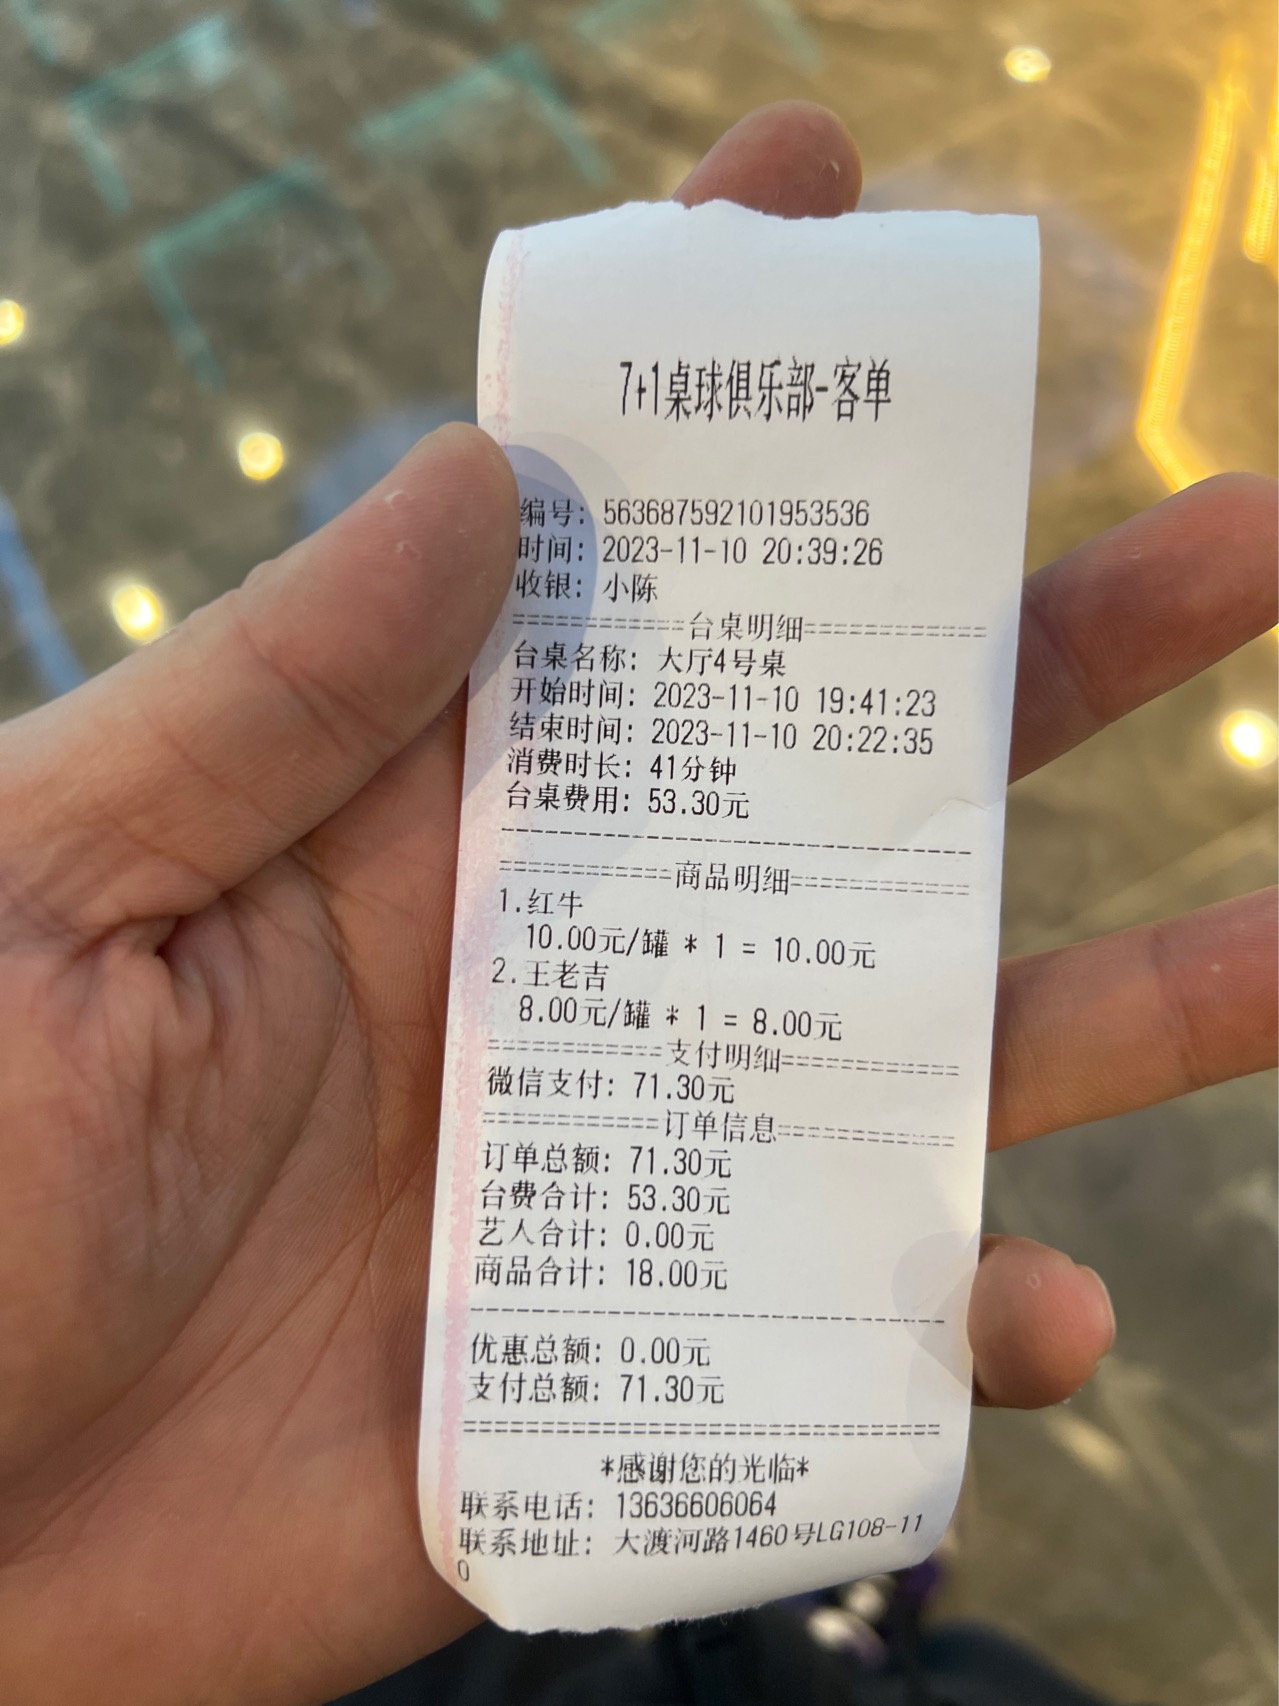 7+1桌球俱乐部-客单
编号: 563687592101953536
时间: 2023-11-10 20:39:26
收银: 小陈
============台桌明细=============
台桌名称: 大厅4号桌
开始时间: 2023-11-10 19:41:23
结束时间: 2023-11-10 20:22:35
消费时长: 41分钟
台桌费用: 53.30元
--------------------------------
============商品明细=============
1.红牛
10.00元/罐 * 1 = 10.00元
2.王老吉
8.00元/罐 * 1 = 8.00元
============支付明细=============
微信支付: 71.30元
============订单信息=============
订单总额: 71.30元
台费合计: 53.30元
艺人合计: 0.00元
商品合计: 18.00元
--------------------------------
优惠总额: 0.00元
支付总额: 71.30元
================================
*感谢您的光临*
联系电话: 13636606064
联系地址: 大渡河路1460号LG108-11
0